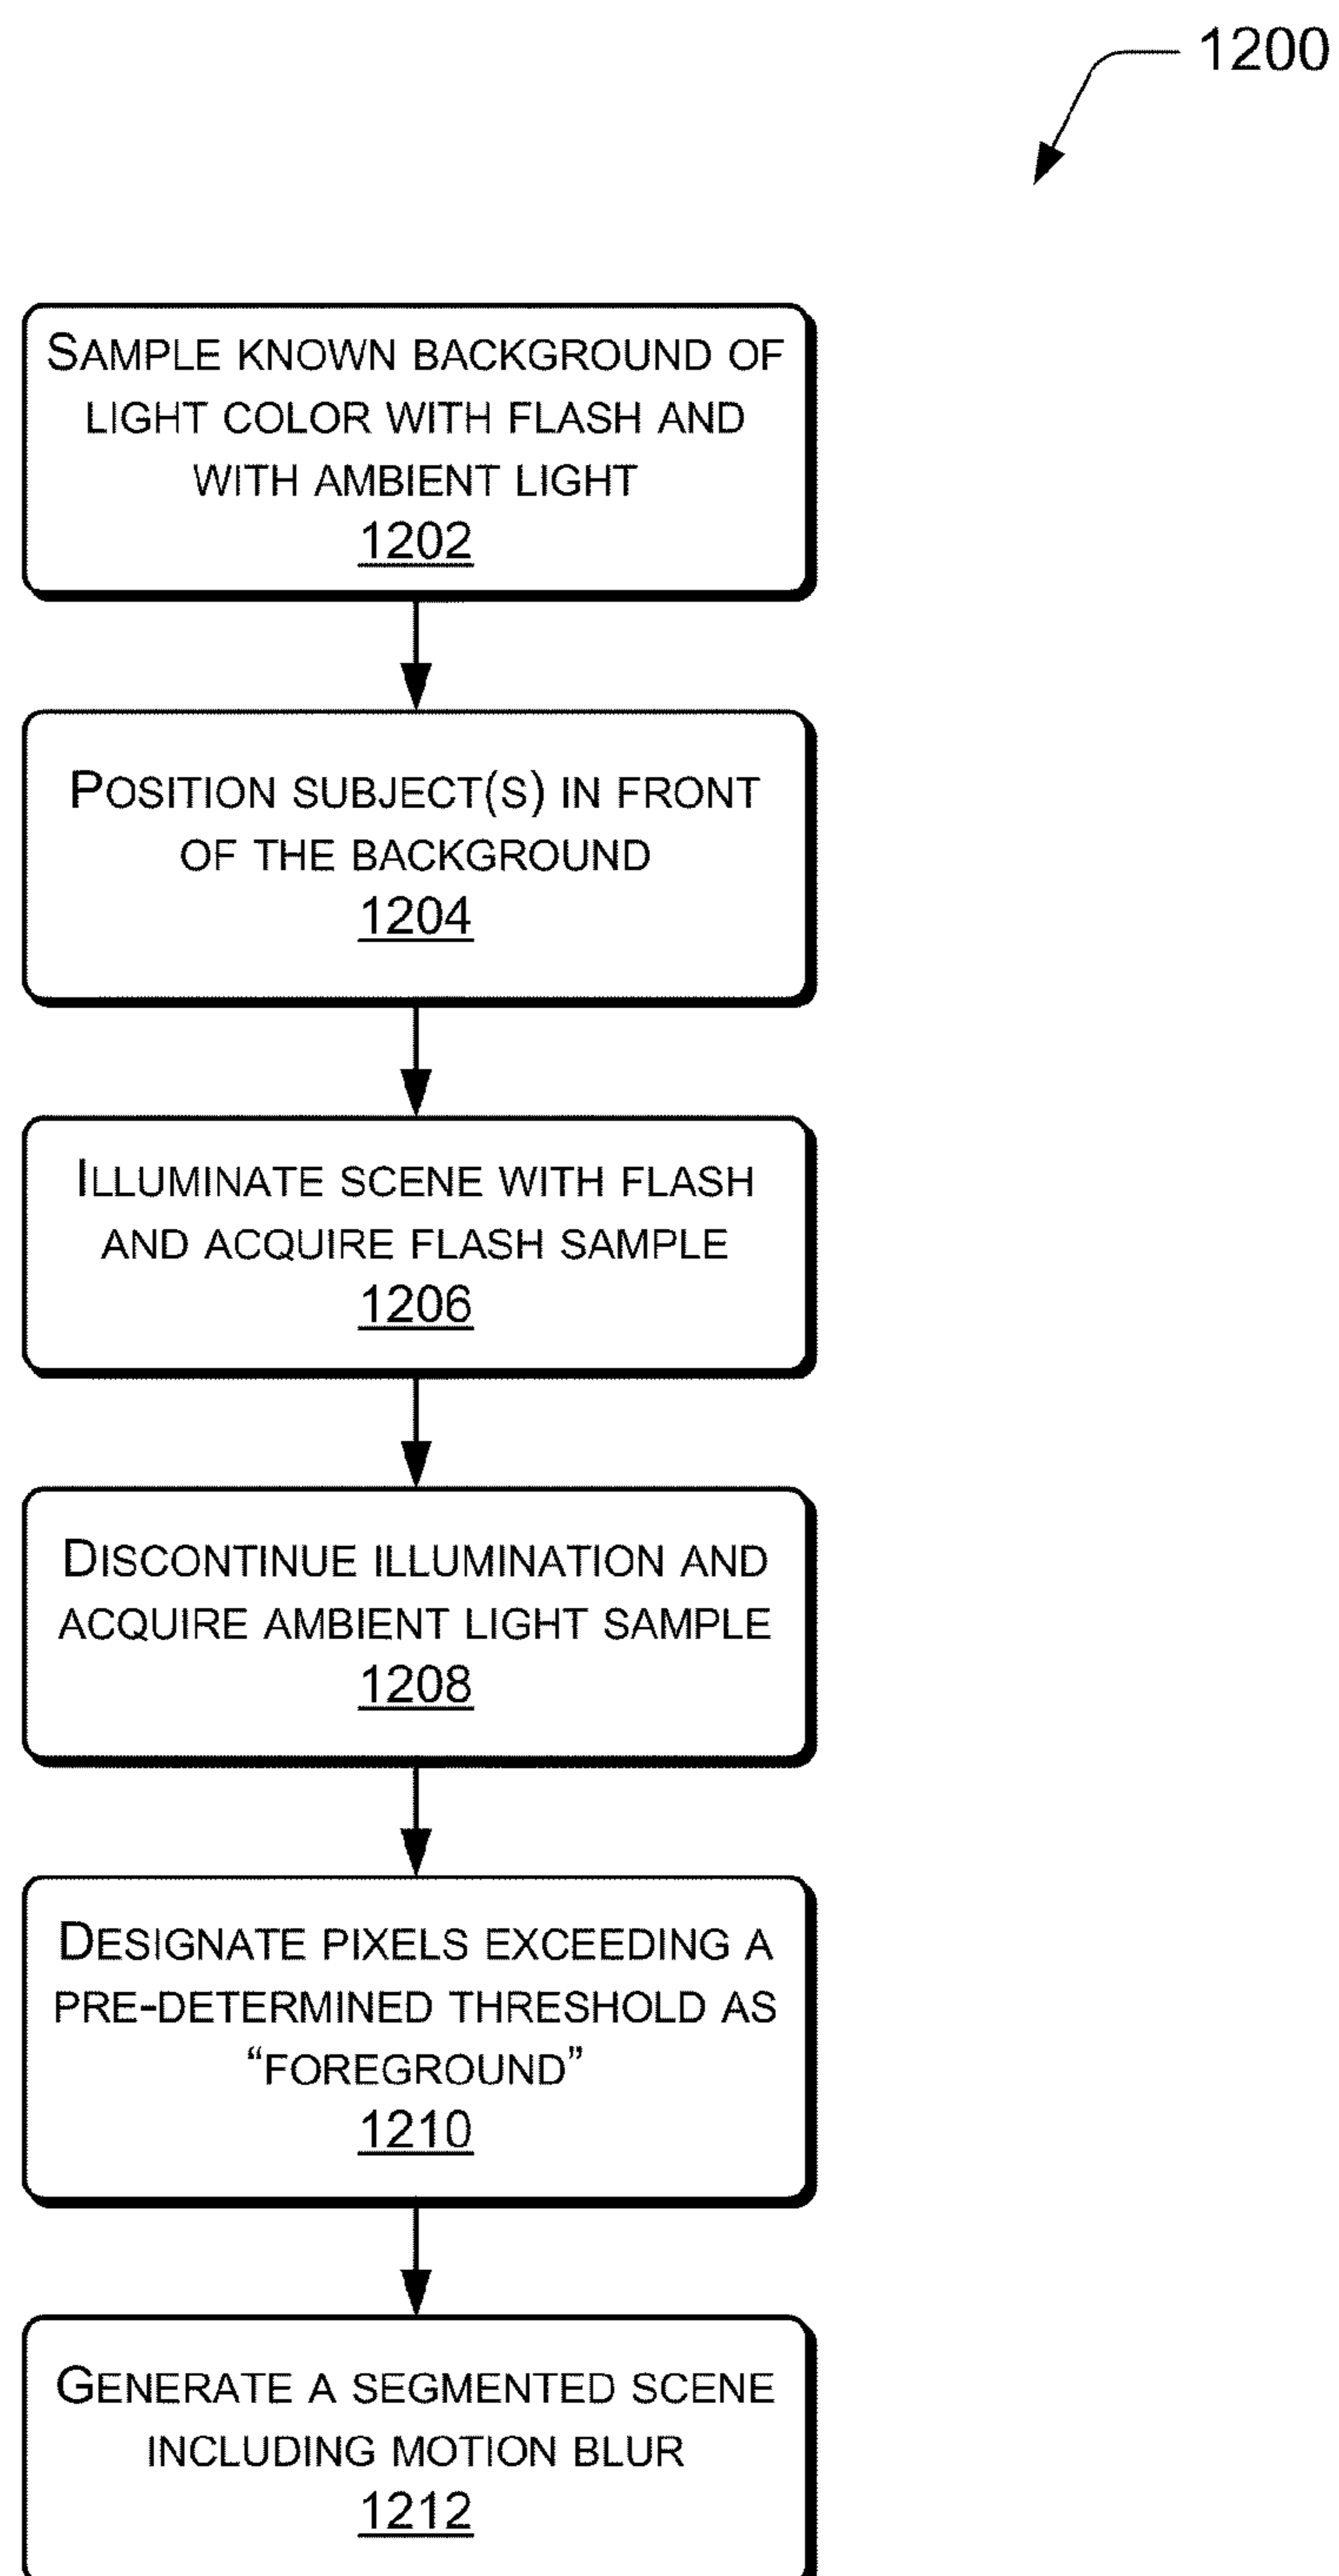 1200
SAMPLE KNOWN BACKGROUND OF
LIGHT COLOR WITH FLASH AND
WITH AMBIENT LIGHT
1202
POSITION SUBJECT(S) IN FRONT
OF THE BACKGROUND
1204
ILLUMINATE SCENE WITH FLASH
AND ACQUIRE FLASH SAMPLE
1206
DISCONTINUE ILLUMINATION AND
ACQUIRE AMBIENT LIGHT SAMPLE
1208
DESIGNATE PIXELS EXCEEDING A
PRE-DETERMINED THRESHOLD AS
“FOREGROUND”
1210
GENERATE A SEGMENTED SCENE
INCLUDING MOTION BLUR
1212